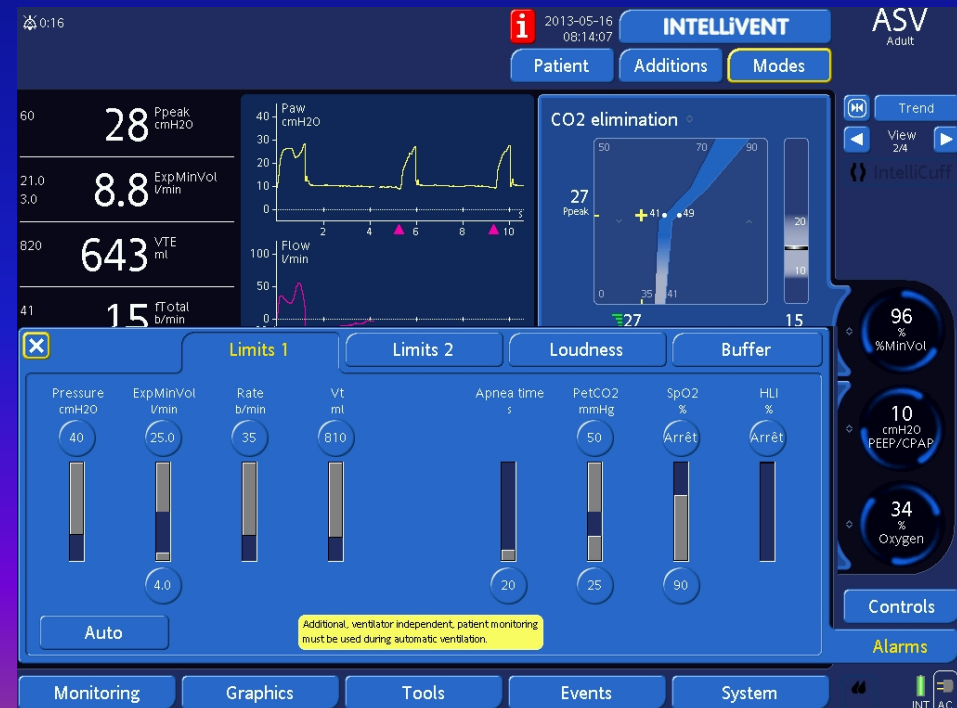 0:16
i
2013-05-16
08:14:07
INTELLiVENT
ASV
Adult
Patient
Additions
Modes
60
28
Ppeak
cmH2O
21.0
3.0
8.8
ExpMinVol
l/min
820
643
VTE
ml
41
15
fTotal
b/min
40
Paw
cmH2O
30
20
10
0
s
2
4
6
8
10
100
Flow
l/min
50
0
CO2 elimination
50
70
90
27
Ppeak
41
49
0
35
41
27
20
10
15
Trend
View
2/4
IntelliCuff
96
%
%MinVol
10
cmH2O
PEEP/CPAP
34
%
Oxygen
Controls
Alarms
Limits 1
Limits 2
Loudness
Buffer
Pressure
cmH2O
40
ExpMinVol
l/min
25.0
4.0
Rate
b/min
35
Vt
ml
810
Apnea time
s
20
PetCO2
mmHg
50
25
SpO2
%
Arrêt
90
HLI
%
Arrêt
Auto
Additional, ventilator independent, patient monitoring
must be used during automatic ventilation.
Monitoring
Graphics
Tools
Events
System
INT
AC